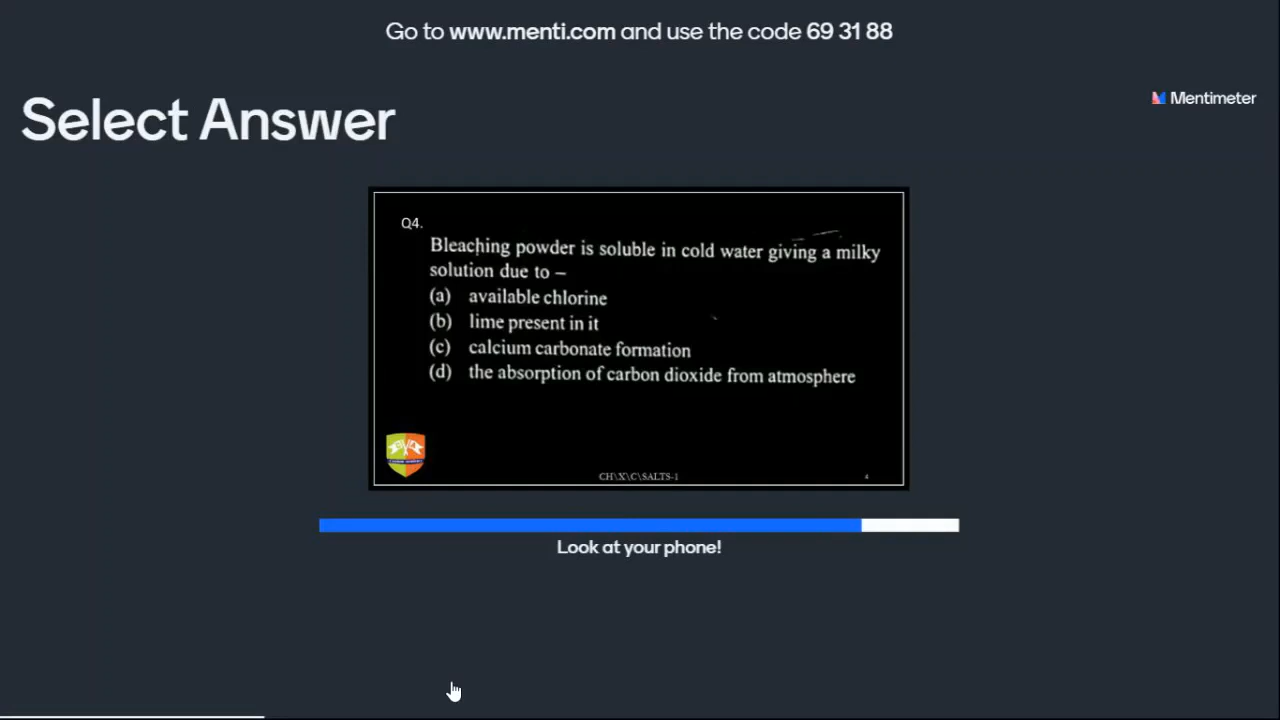 Go to www.menti.com and use the code 69 31 88
Select Answer
Mentimeter
Q4.
Bleaching powder is soluble in cold water giving a milky
solution due to –
(a) available chlorine
(b) lime present in it
(c) calcium carbonate formation
(d) the absorption of carbon dioxide from atmosphere
CH\X\C\SALTS-1
4
Look at your phone!